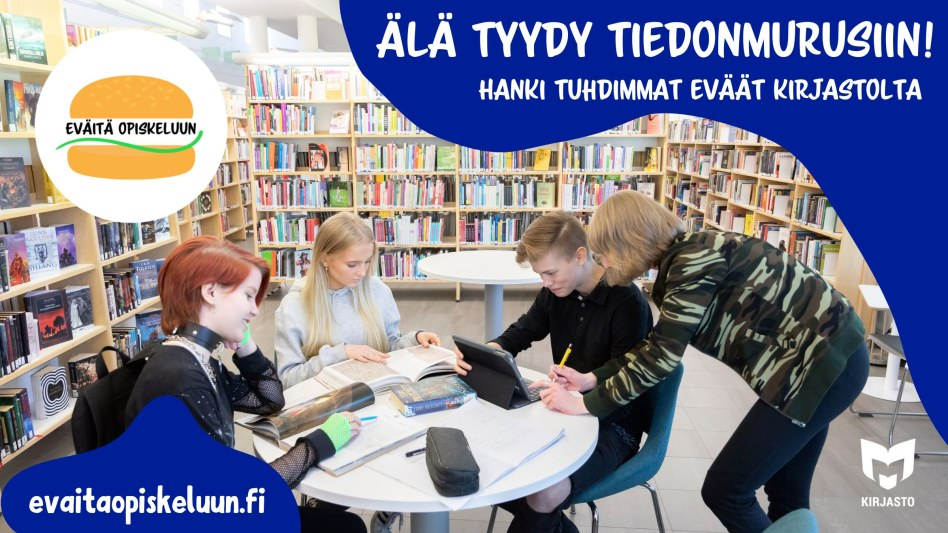 ÄLÄ TYYDY TIEDONMURUSIIN!
HANKI TUHDIMMAT EVÄÄT KIRJASTOLTA
EVÄITÄ OPISKELUUN
evaitaopiskeluun.fi
KIRJASTO